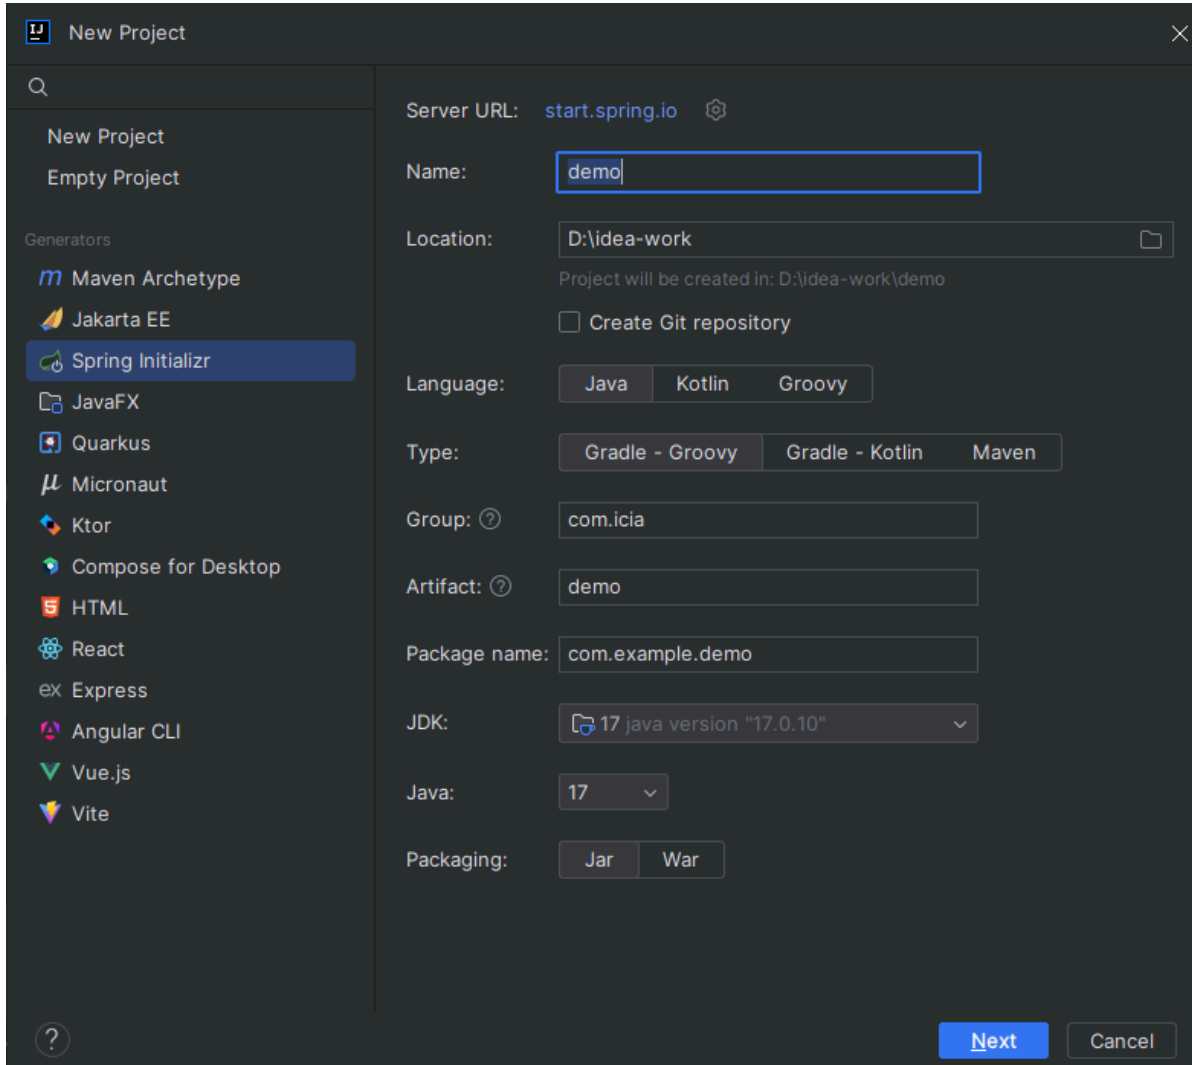 New Project
Server URL: start.spring.io
New Project
Empty Project
Name: demo
Generators
Location: D:\idea-work
Project will be created in: D:\idea-work\demo
m Maven Archetype
Jakarta EE
Create Git repository
Spring Initializr
Language: Java Kotlin Groovy
JavaFX
Quarkus
Type: Gradle - Groovy Gradle - Kotlin Maven
μ Micronaut
Group: ? com.icia
Ktor
Compose for Desktop
Artifact: ? demo
5 HTML
React
Package name: com.example.demo
ex Express
Angular CLI
JDK: 17 java version "17.0.10"
Vue.js
Java: 17
Vite
Packaging: Jar War
? Next Cancel